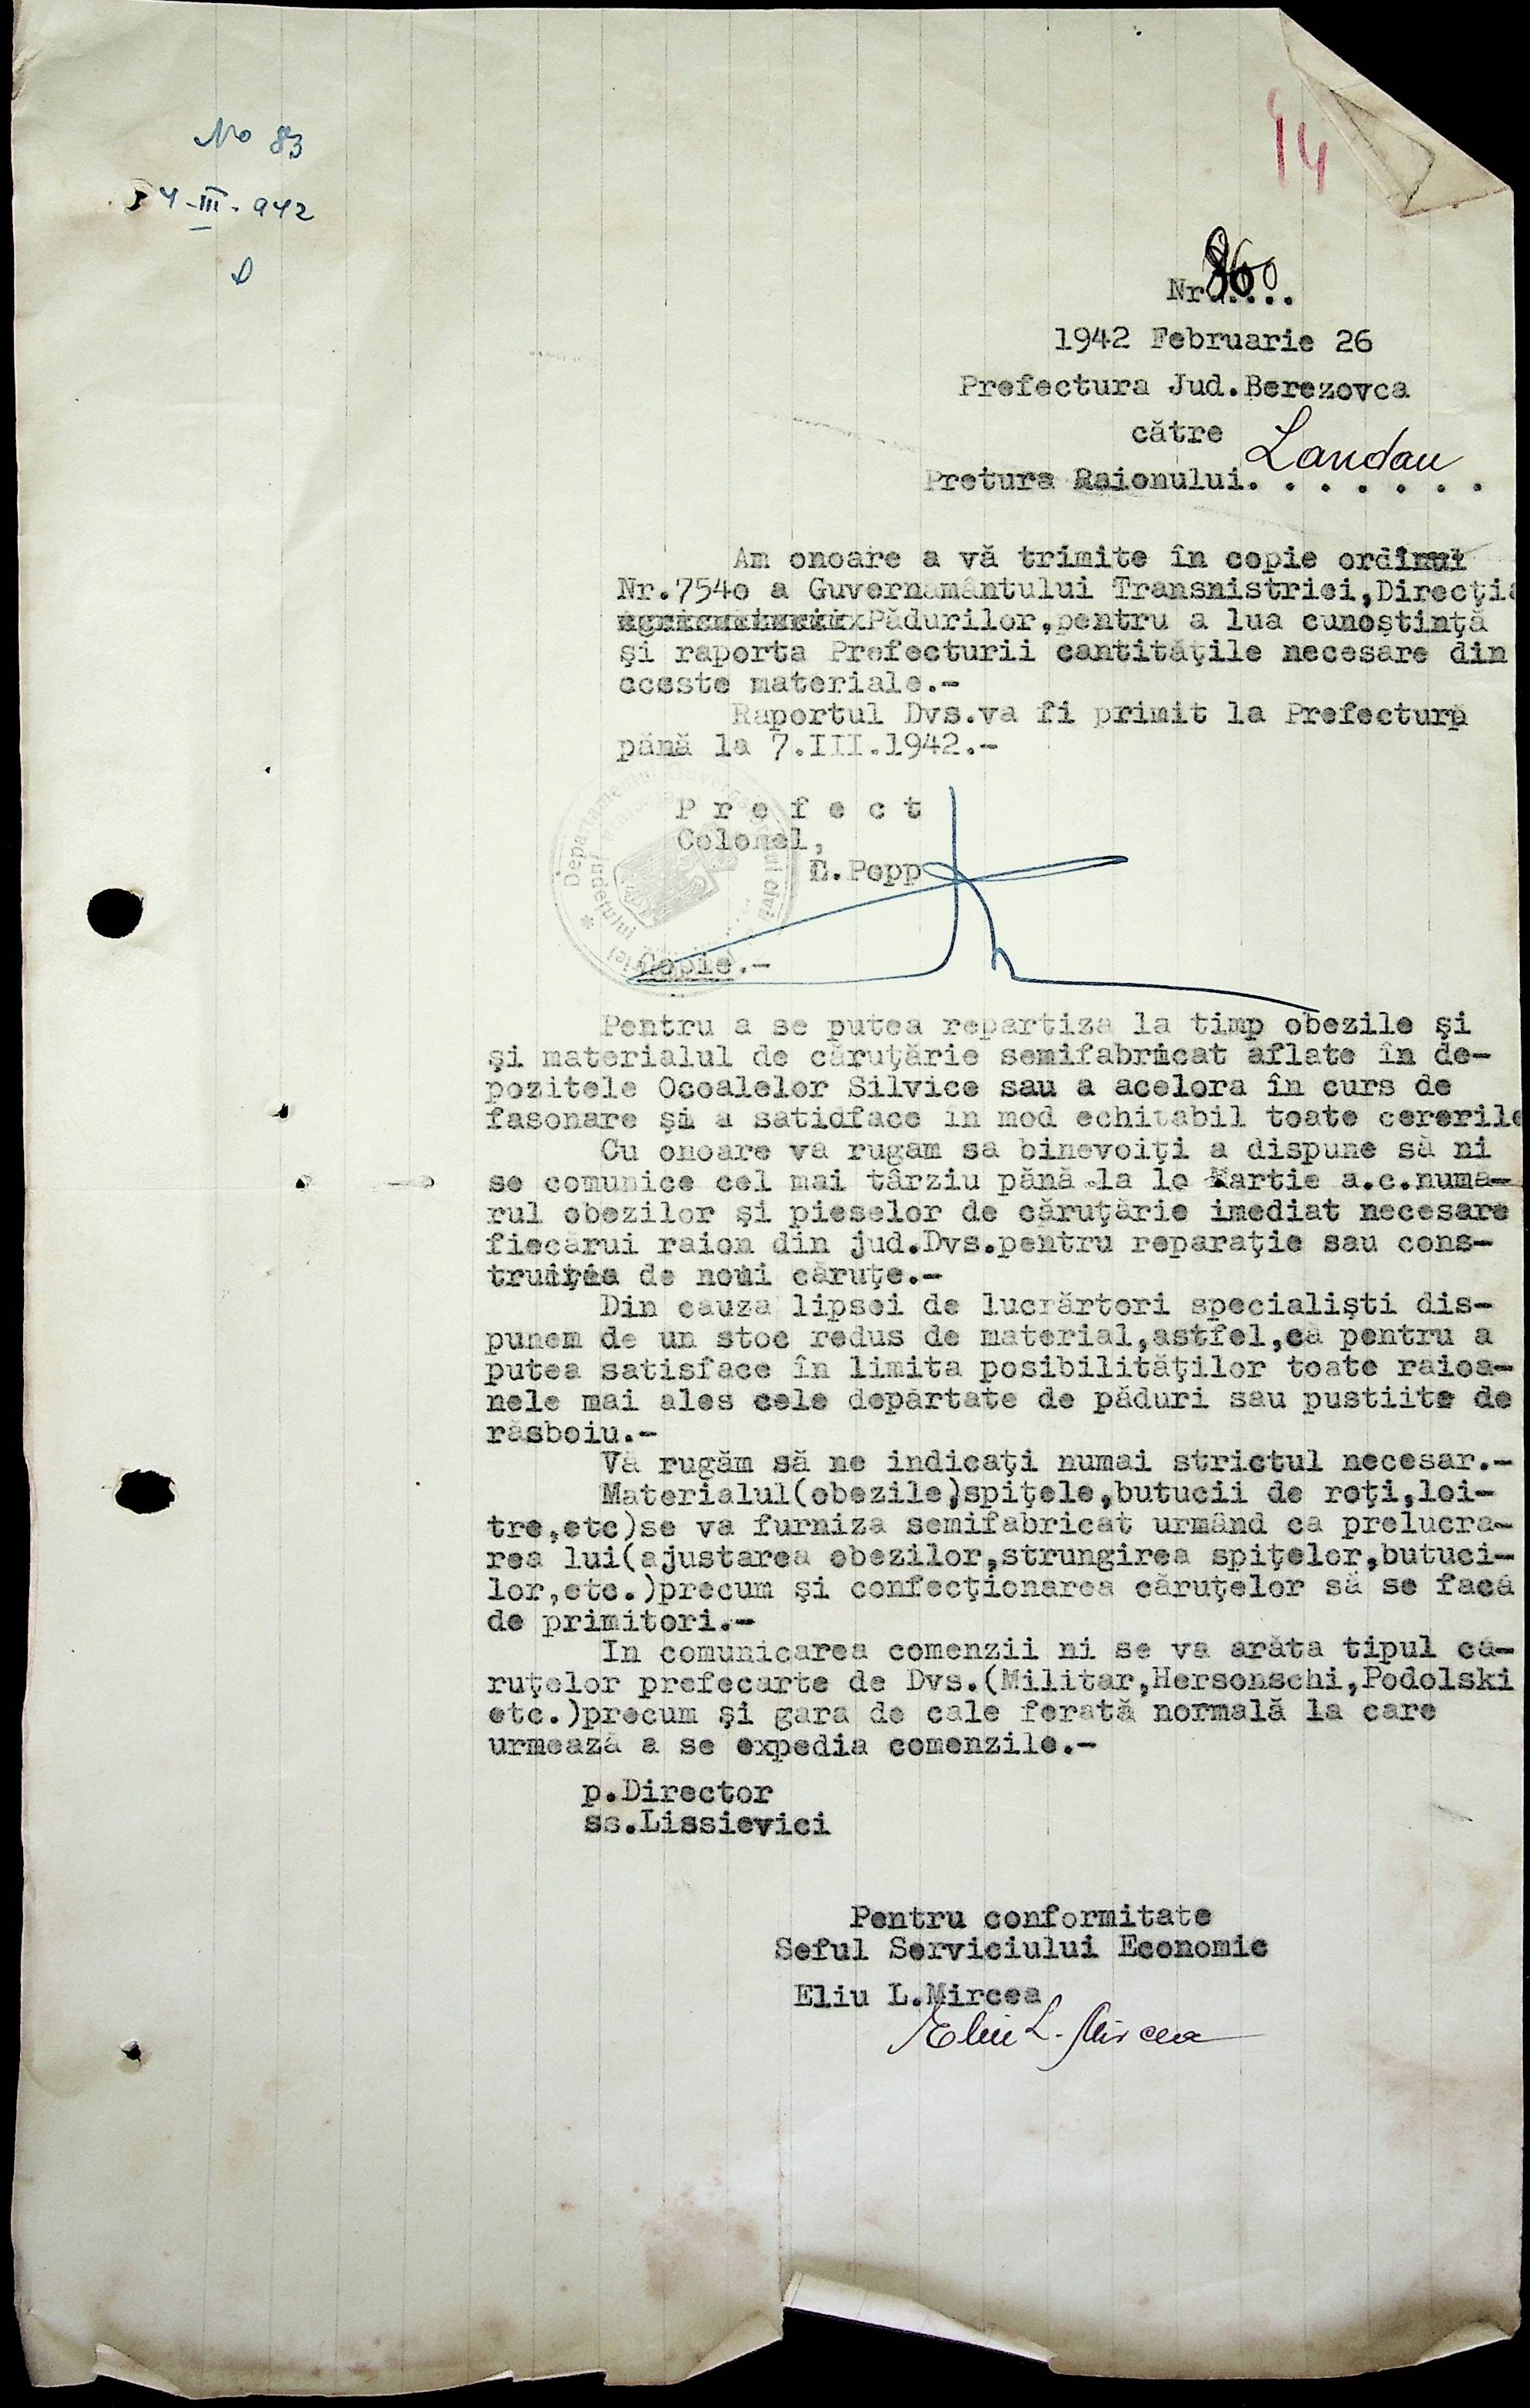 No 83
14
4-III-942
Nr.860...
1942 Februarie 26
Prefectura Jud.Berezovca
către
Landau
Pretura Raionului. . . . . . .
Am onoare a vă trimite în copie ordinul
Nr.754o a Guvernamântului Transnistriei,Direcţia
Pădurilor,pentru a lua cunoştinţă
şi raporta Prefecturii cantităţile necesare din
aceste materiale.-
Raportul Dvs.va fi primit la Prefectură
până la 7.III.1942.-
P r e f e c t
Colonel,
L.Popp
Copie.-
Pentru a se putea repartiza la timp obezile şi
şi materialul de căruţărie semifabricat aflate în de-
pozitele Ocoalelor Silvice sau a acelora în curs de
fasonare şi a satidface în mod echitabil toate cererile
Cu onoare va rugam sa binevoiţi a dispune să ni
se comunice cel mai târziu până la lo Martie a.c.numă-
rul obezilor şi pieselor de căruţărie imediat necesare
fiecărui raion din jud.Dvs.pentru reparaţie sau cons-
truiţia de noui căruţe.-
Din cauza lipsei de lucrărtori specialişti dis-
punem de un stoc redus de material,astfel,că pentru a
putea satisface în limita posibilităţilor toate raioa-
nele mai ales cele depărtate de păduri sau pustiite de
răsboiu.-
Vă rugăm să ne indicaţi numai strictul necesar.-
Materialul(obezile)spiţele,butucii de roţi,loi-
tre,etc)se va furniza semifabricat urmând ca prelucra-
rea lui(ajustarea obezilor,strungirea spiţelor,butuci-
lor,etc.)precum şi confecţionarea căruţelor să se facă
de primitori.-
In comunicarea comenzii ni se va arăta tipul că-
ruţelor prefecarte de Dvs.(Militar,Hersonschi,Podolski
etc.)precum şi gara de cale ferată normală la care
urmează a se expedia comenzile.-
p.Director
ss.Lissievici
Pentru conformitate
Seful Serviciului Economic
Eliu L.Mircea
Eliu L. Mircea